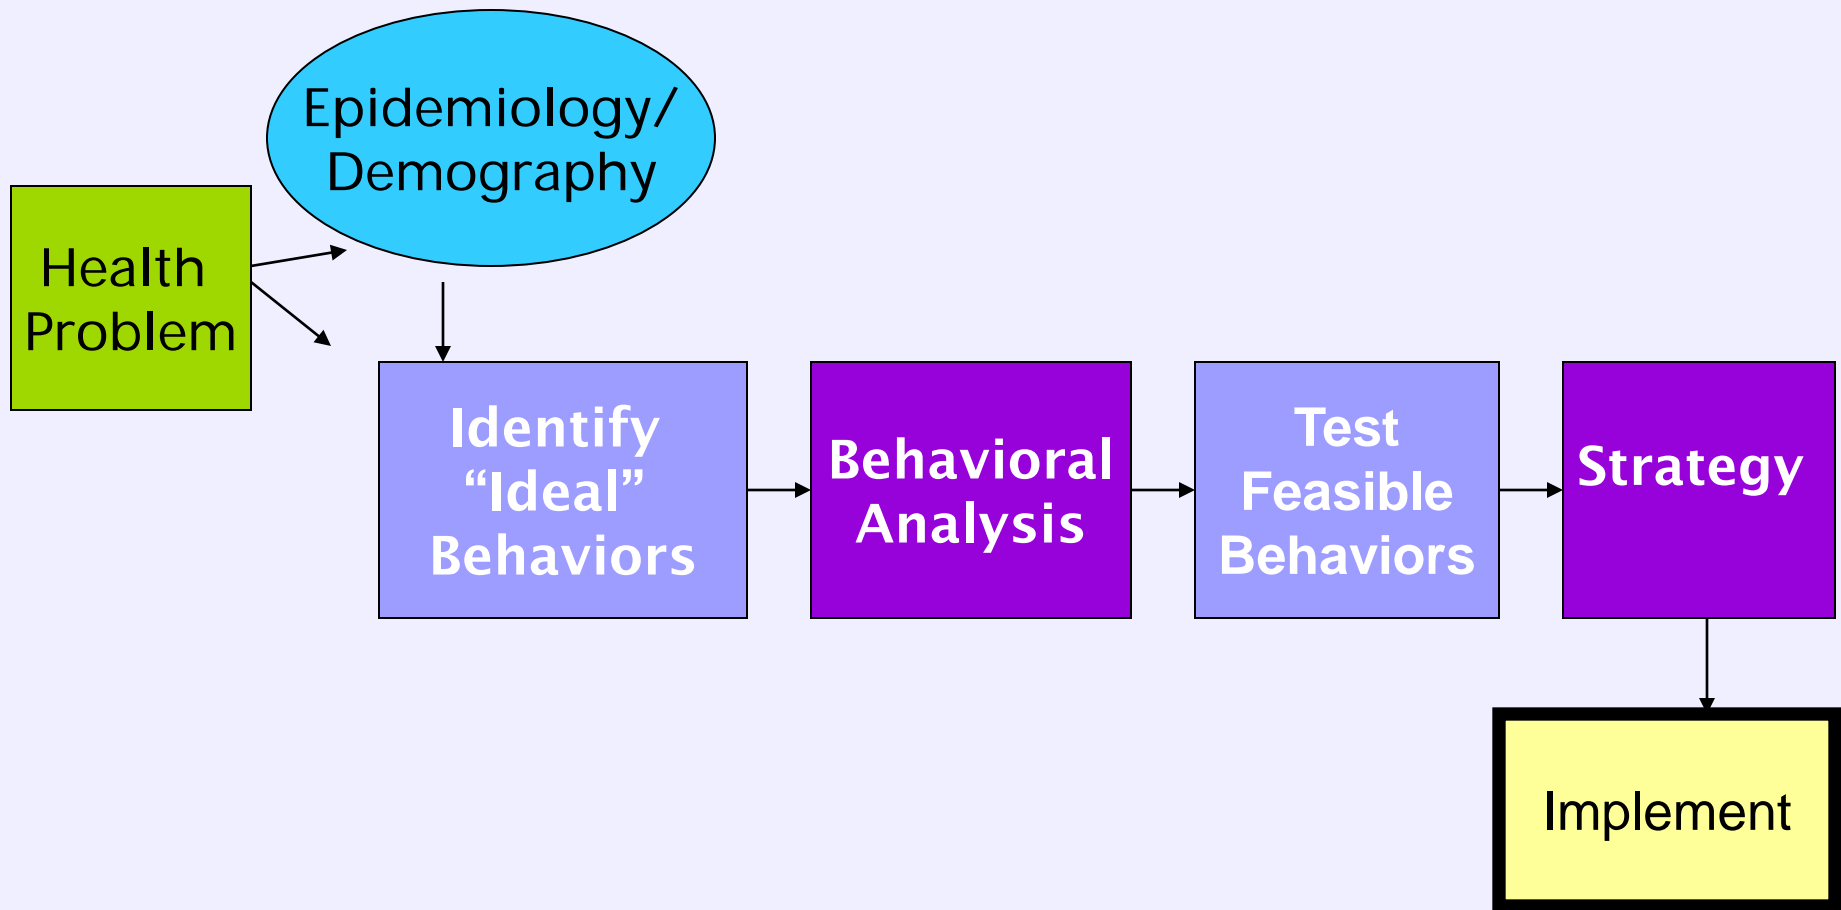 Epidemiology/
Demography
Health
Problem
Identify
“Ideal”
Behaviors
Behavioral
Analysis
Test
Feasible
Behaviors
Strategy
Implement